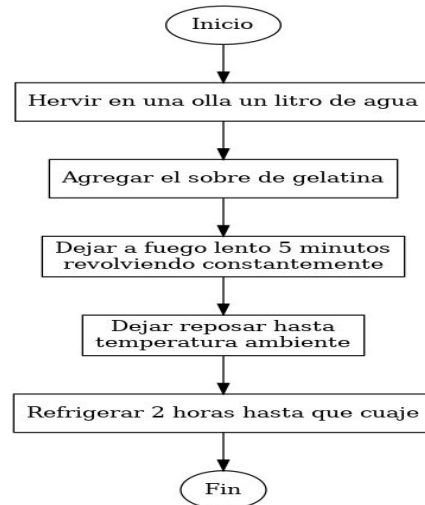 Inicio
Hervir en una olla un litro de agua
Agregar el sobre de gelatina
Dejar a fuego lento 5 minutos
revolviendo constantemente
Dejar reposar hasta
temperatura ambiente
Refrigerar 2 horas hasta que cuaje
Fin